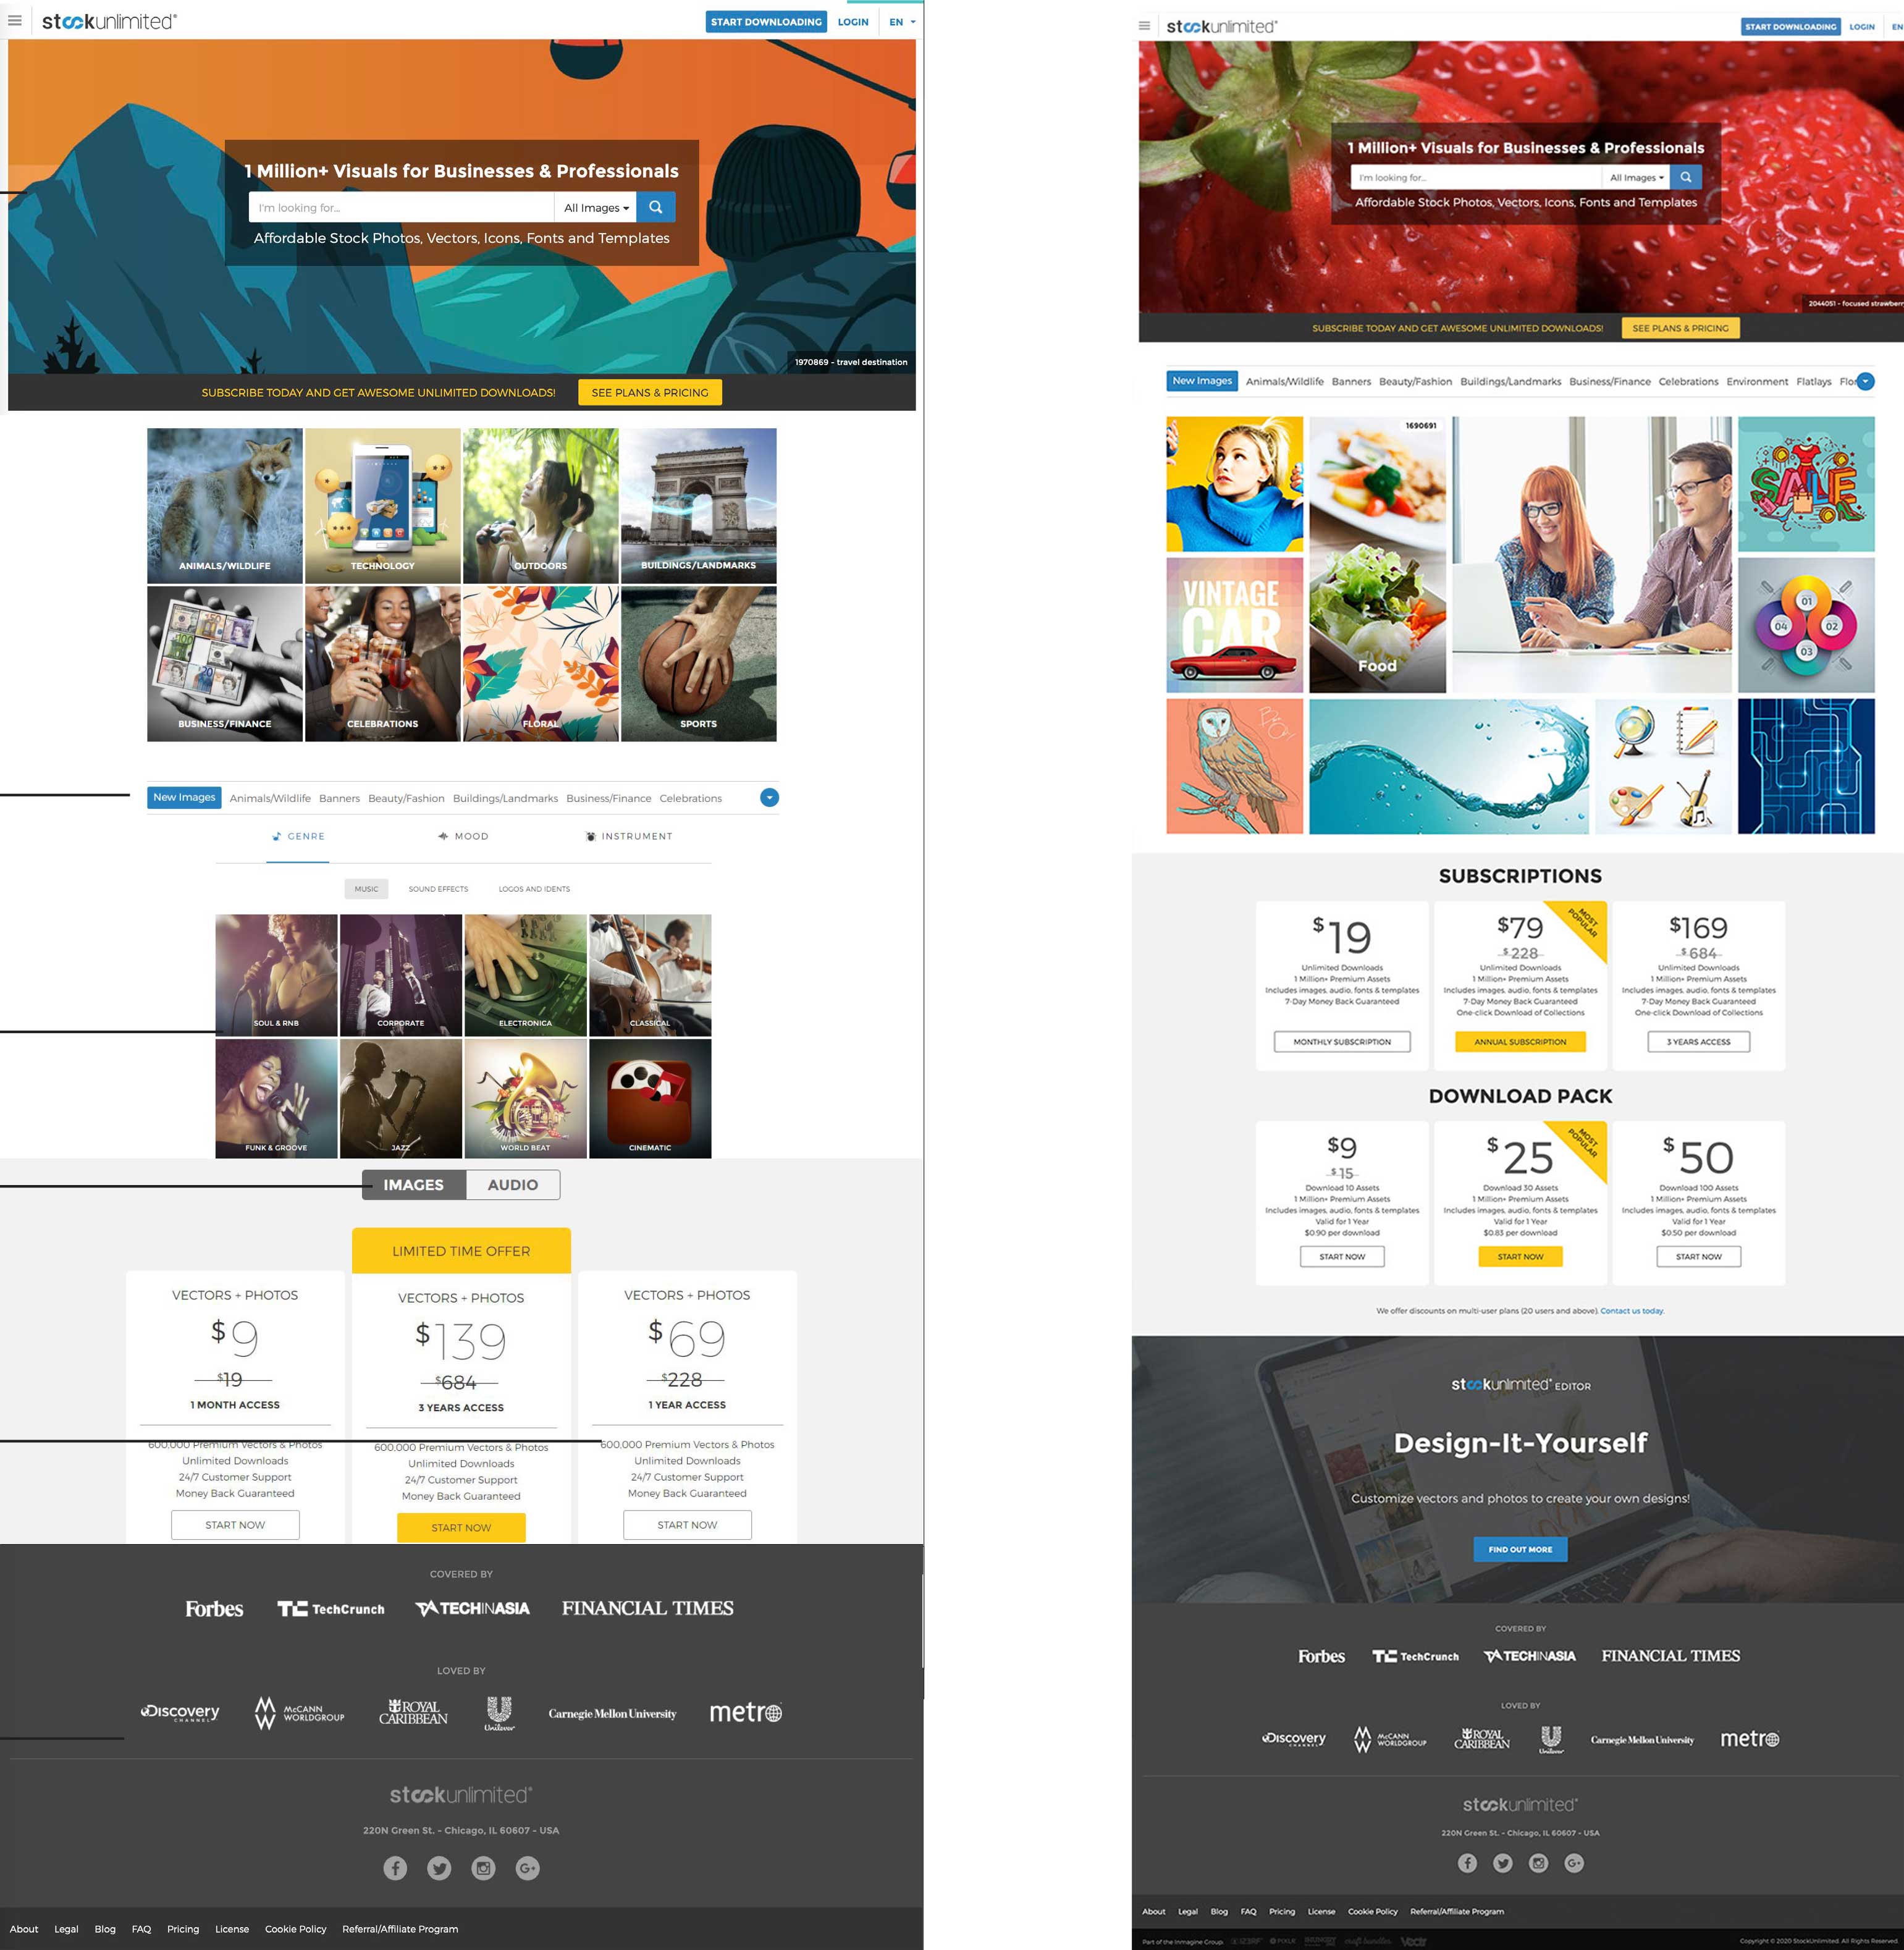 stockunlimited®
START DOWNLOADING LOGIN EN
1 Million+ Visuals for Businesses & Professionals
I'm looking for...
All Images
Affordable Stock Photos, Vectors, Icons, Fonts and Templates
1970869 - travel destination
SUBSCRIBE TODAY AND GET AWESOME UNLIMITED DOWNLOADS!
SEE PLANS & PRICING
ANIMALS/WILDLIFE
TECHNOLOGY
OUTDOORS
BUILDINGS/LANDMARKS
BUSINESS/FINANCE
CELEBRATIONS
FLORAL
SPORTS
New Images Animals/Wildlife Banners Beauty/Fashion Buildings/Landmarks Business/Finance Celebrations
GENRE MOOD INSTRUMENT
MUSIC SOUND EFFECTS LOGOS AND IDENTS
SOUL & RNB
CORPORATE
ELECTRONICA
CLASSICAL
FUNK & GROOVE
JAZZ
WORLD BEAT
CINEMATIC
IMAGES AUDIO
LIMITED TIME OFFER
VECTORS + PHOTOS
$9
$19
1 MONTH ACCESS
600,000 Premium Vectors & Photos
Unlimited Downloads
24/7 Customer Support
Money Back Guaranteed
START NOW
VECTORS + PHOTOS
$139
$684
3 YEARS ACCESS
600,000 Premium Vectors & Photos
Unlimited Downloads
24/7 Customer Support
Money Back Guaranteed
START NOW
VECTORS + PHOTOS
$69
$228
1 YEAR ACCESS
600,000 Premium Vectors & Photos
Unlimited Downloads
24/7 Customer Support
Money Back Guaranteed
START NOW
COVERED BY
Forbes TC TechCrunch TECHINASIA FINANCIAL TIMES
LOVED BY
Discovery CHANNEL
McCANN WORLDGROUP
ROYAL CARIBBEAN
Unilever
Carnegie Mellon University
metro
stockunlimited®
220N Green St. - Chicago, IL 60607 - USA
About Legal Blog FAQ Pricing License Cookie Policy Referral/Affiliate Program
stockunlimited®
START DOWNLOADING LOGIN EN
1 Million+ Visuals for Businesses & Professionals
I'm looking for...
All Images
Affordable Stock Photos, Vectors, Icons, Fonts and Templates
2044051 - focused strawberr
SUBSCRIBE TODAY AND GET AWESOME UNLIMITED DOWNLOADS!
SEE PLANS & PRICING
New Images Animals/Wildlife Banners Beauty/Fashion Buildings/Landmarks Business/Finance Celebrations Environment Flatlays Flo
1690691
SALE
VINTAGE
CAR
Food
01
04 02
03
SUBSCRIPTIONS
$19
Unlimited Downloads
1 Million+ Premium Assets
Includes images, audio, fonts & templates
7-Day Money Back Guaranteed
MONTHLY SUBSCRIPTION
MOST POPULAR
$79
$228
Unlimited Downloads
1 Million+ Premium Assets
Includes images, audio, fonts & templates
7-Day Money Back Guaranteed
One-click Download of Collections
ANNUAL SUBSCRIPTION
$169
$684
Unlimited Downloads
1 Million+ Premium Assets
Includes images, audio, fonts & templates
7-Day Money Back Guaranteed
One-click Download of Collections
3 YEARS ACCESS
DOWNLOAD PACK
$9
$15
Download 10 Assets
1 Million+ Premium Assets
Includes images, audio, fonts & templates
Valid for 1 Year
$0.90 per download
START NOW
MOST POPULAR
$25
Download 30 Assets
1 Million+ Premium Assets
Includes images, audio, fonts & templates
Valid for 1 Year
$0.83 per download
START NOW
$50
Download 100 Assets
1 Million+ Premium Assets
Includes images, audio, fonts & templates
Valid for 1 Year
$0.50 per download
START NOW
We offer discounts on multi-user plans (20 users and above). Contact us today.
stockunlimited® EDITOR
Design-It-Yourself
Customize vectors and photos to create your own designs!
FIND OUT MORE
COVERED BY
Forbes TC TechCrunch TECHINASIA FINANCIAL TIMES
LOVED BY
Discovery CHANNEL
McCANN WORLDGROUP
ROYAL CARIBBEAN
Unilever
Carnegie Mellon University
metro
stockunlimited®
220N Green St. - Chicago, IL 60607 - USA
About Legal Blog FAQ Pricing License Cookie Policy Referral/Affiliate Program
Part of the Inmagine Group: 123RF PIXLR craft bundles Vectr
Copyright © 2020 StockUnlimited. All Rights Reserved.